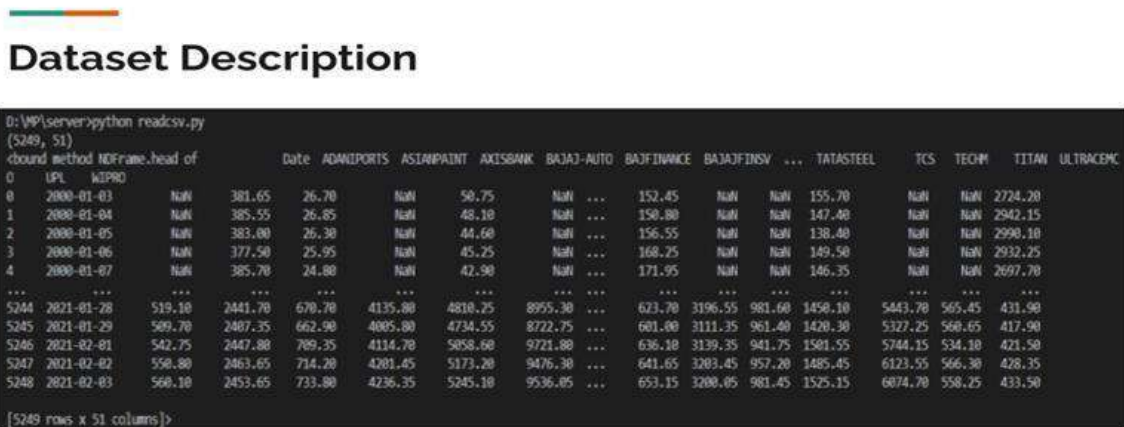 Dataset Description
D:\MP\server>python readcsv.py
(5249, 51)
<bound method NDFrame.head of Date ADANIPORTS ASIANPAINT AXISBANK BAJAJ-AUTO BAJFINANCE BAJAJFINSV ... TATASTEEL TCS TECHM TITAN ULTRACEMC
O UPL WIPRO
0 2000-01-03 NaN 381.65 26.70 NaN 50.75 NaN ... 152.45 NaN NaN 155.70 NaN NaN 2724.20
1 2000-01-04 NaN 385.55 26.85 NaN 48.10 NaN ... 150.80 NaN NaN 147.40 NaN NaN 2942.15
2 2000-01-05 NaN 383.00 26.30 NaN 44.60 NaN ... 156.55 NaN NaN 138.40 NaN NaN 2990.10
3 2000-01-06 NaN 377.50 25.95 NaN 45.25 NaN ... 168.25 NaN NaN 149.50 NaN NaN 2932.25
4 2000-01-07 NaN 385.70 24.80 NaN 42.90 NaN ... 171.95 NaN NaN 146.35 NaN NaN 2697.70
... ... ... ... ... ... ... ... ... ... ... ... ... ... ... ...
5244 2021-01-28 519.10 2441.70 670.70 4135.80 4810.25 8955.30 ... 623.70 3196.55 981.60 1450.10 5443.70 565.45 431.90
5245 2021-01-29 509.70 2407.35 662.90 4005.80 4734.55 8722.75 ... 601.00 3111.35 961.40 1420.30 5327.25 560.65 417.90
5246 2021-02-01 542.75 2447.80 709.35 4114.70 5058.60 9721.80 ... 636.10 3139.35 941.75 1501.55 5744.15 534.10 421.50
5247 2021-02-02 550.80 2463.65 714.20 4201.45 5173.20 9476.30 ... 641.65 3203.45 957.20 1485.45 6123.55 566.30 428.35
5248 2021-02-03 560.10 2453.65 733.80 4236.35 5245.10 9536.05 ... 653.15 3200.05 981.45 1525.15 6074.70 558.25 433.50
[5249 rows x 51 columns]>